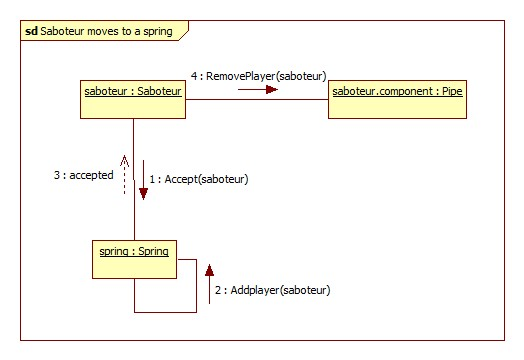 sd Saboteur moves to a spring
4 : RemovePlayer(saboteur)
saboteur : Saboteur
saboteur.component : Pipe
3 : accepted
1 : Accept(saboteur)
spring : Spring
2 : Addplayer(saboteur)